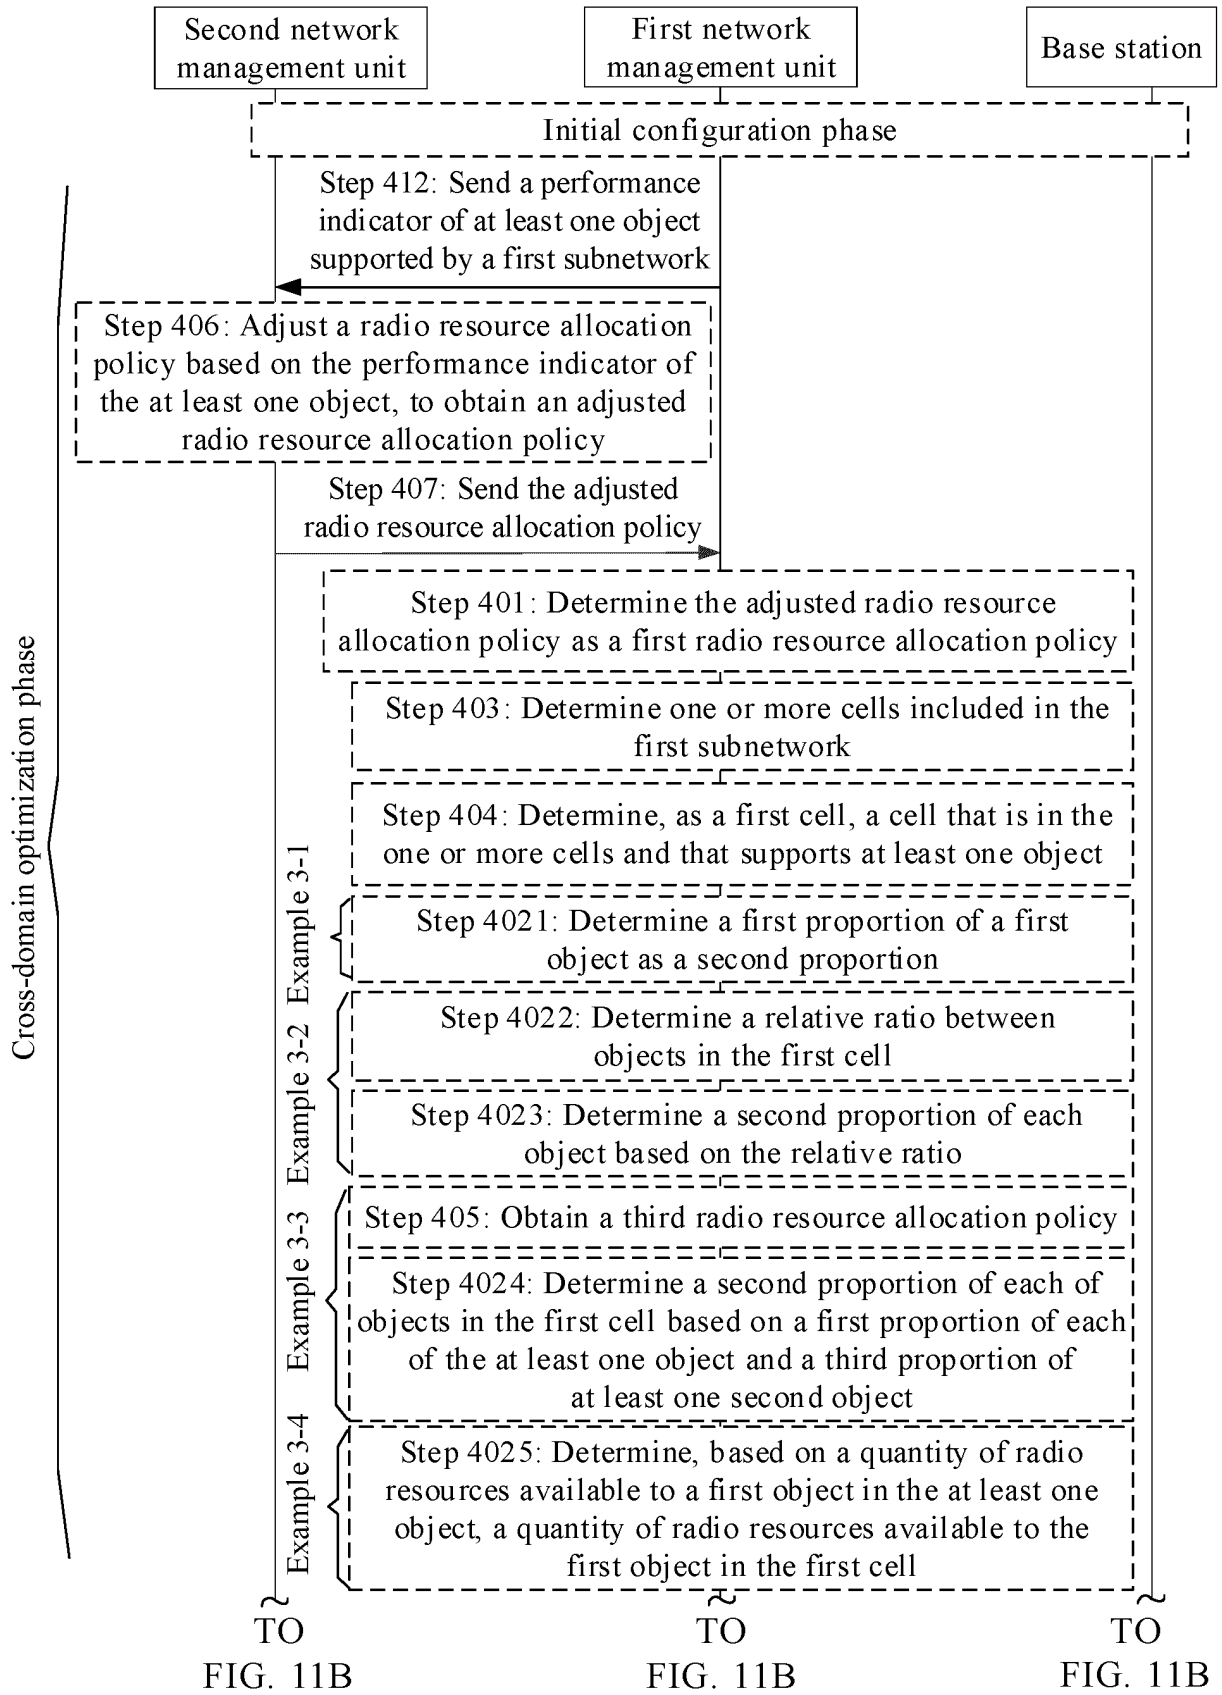 Second network
management unit
First network
management unit
Base station
Initial configuration phase
Step 412: Send a performance
indicator of at least one object
supported by a first subnetwork
Step 406: Adjust a radio resource allocation
policy based on the performance indicator of
the at least one object, to obtain an adjusted
radio resource allocation policy
Step 407: Send the adjusted
radio resource allocation policy
Step 401: Determine the adjusted radio resource
allocation policy as a first radio resource allocation policy
Step 403: Determine one or more cells included in the
first subnetwork
Step 404: Determine, as a first cell, a cell that is in the
one or more cells and that supports at least one object
Cross-domain optimization phase
Example 3-1
Step 4021: Determine a first proportion of a first
object as a second proportion
Example 3-2
Step 4022: Determine a relative ratio between
objects in the first cell
Step 4023: Determine a second proportion of each
object based on the relative ratio
Example 3-3
Step 405: Obtain a third radio resource allocation policy
Step 4024: Determine a second proportion of each of
objects in the first cell based on a first proportion of each
of the at least one object and a third proportion of
at least one second object
Example 3-4
Step 4025: Determine, based on a quantity of radio
resources available to a first object in the at least one
object, a quantity of radio resources available to the
first object in the first cell
TO
FIG. 11B
TO
FIG. 11B
TO
FIG. 11B